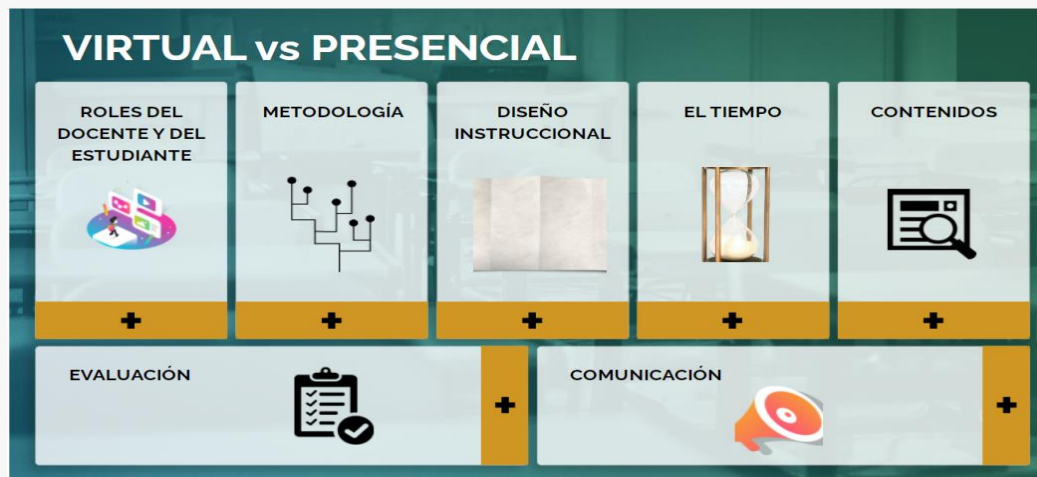 VIRTUAL vs PRESENCIAL
ROLES DEL
DOCENTE Y DEL
ESTUDIANTE
METODOLOGÍA
DISEÑO
INSTRUCCIONAL
EL TIEMPO
CONTENIDOS
EVALUACIÓN
COMUNICACIÓN